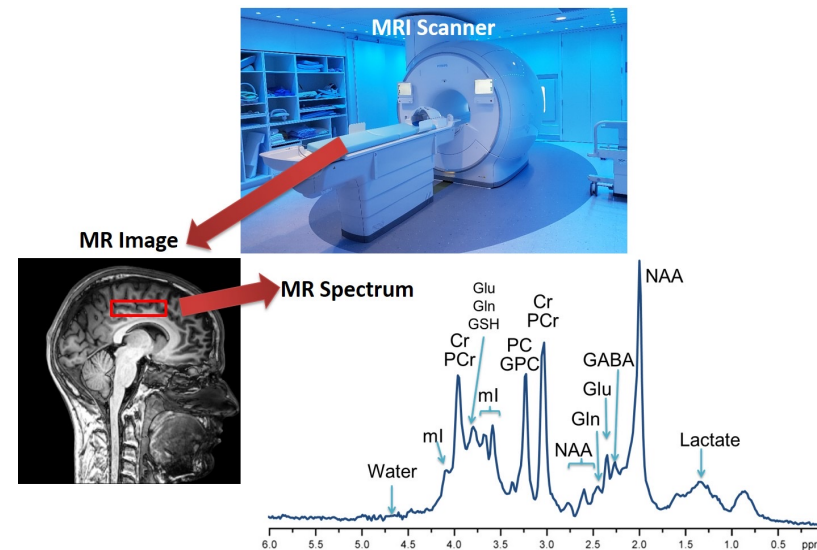 MRI Scanner
MR Image
MR Spectrum
Glu
Gln
GSH
NAA
Cr
PCr
Cr
PCr
PC
GPC
mI
mI
GABA
Glu
Gln
NAA
Lactate
Water
6.0 5.5 5.0 4.5 4.0 3.5 3.0 2.5 2.0 1.5 1.0 0.5 ppm